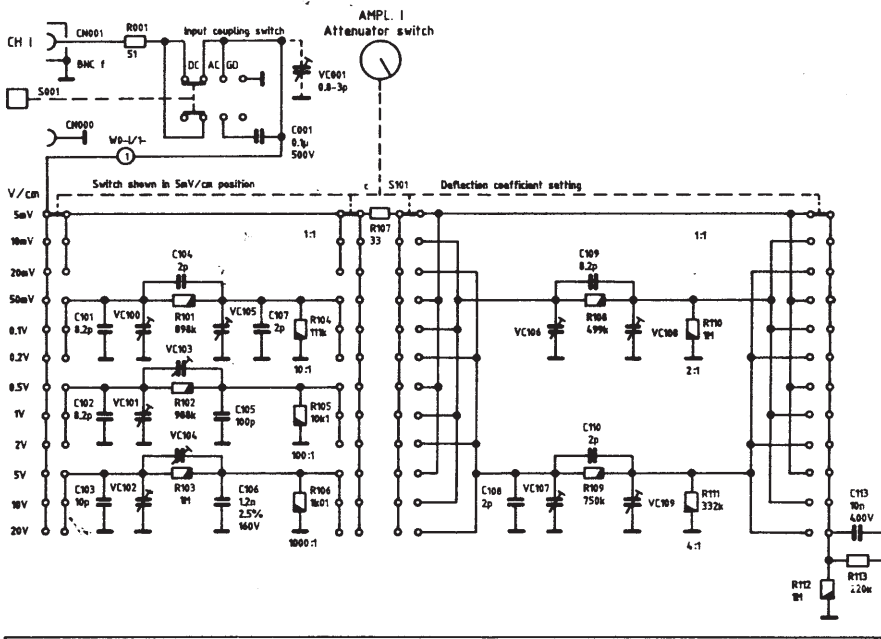 AMPL. I
Attenuator switch
CH I
CN001
R001
51
Input coupling switch
BNC f
DC
AC
GD
VC001
0.8-3p
S001
CN000
C001
0.1µ
500V
1
V/cm
Switch shown in 5mV/cm position
S101
Deflection coefficient setting
5mV
10mV
20mV
50mV
0.1V
0.2V
0.5V
1V
2V
5V
10V
20V
1:1
R107
33
1:1
C104
2p
C101
8.2p
VC100
R101
898k
VC105
C107
2p
R104
111k
10:1
VC103
C102
8.2p
VC101
R102
988k
C105
100p
R105
10k1
100:1
VC104
C103
10p
VC102
R103
1M
C106
1.2n
2.5%
160V
R106
1k01
1000:1
C109
8.2p
VC106
R108
499k
VC108
R110
1M
2:1
C110
2p
C108
2p
VC107
R109
750k
VC109
R111
332k
4:1
C113
10n
400V
R112
1M
R113
220k